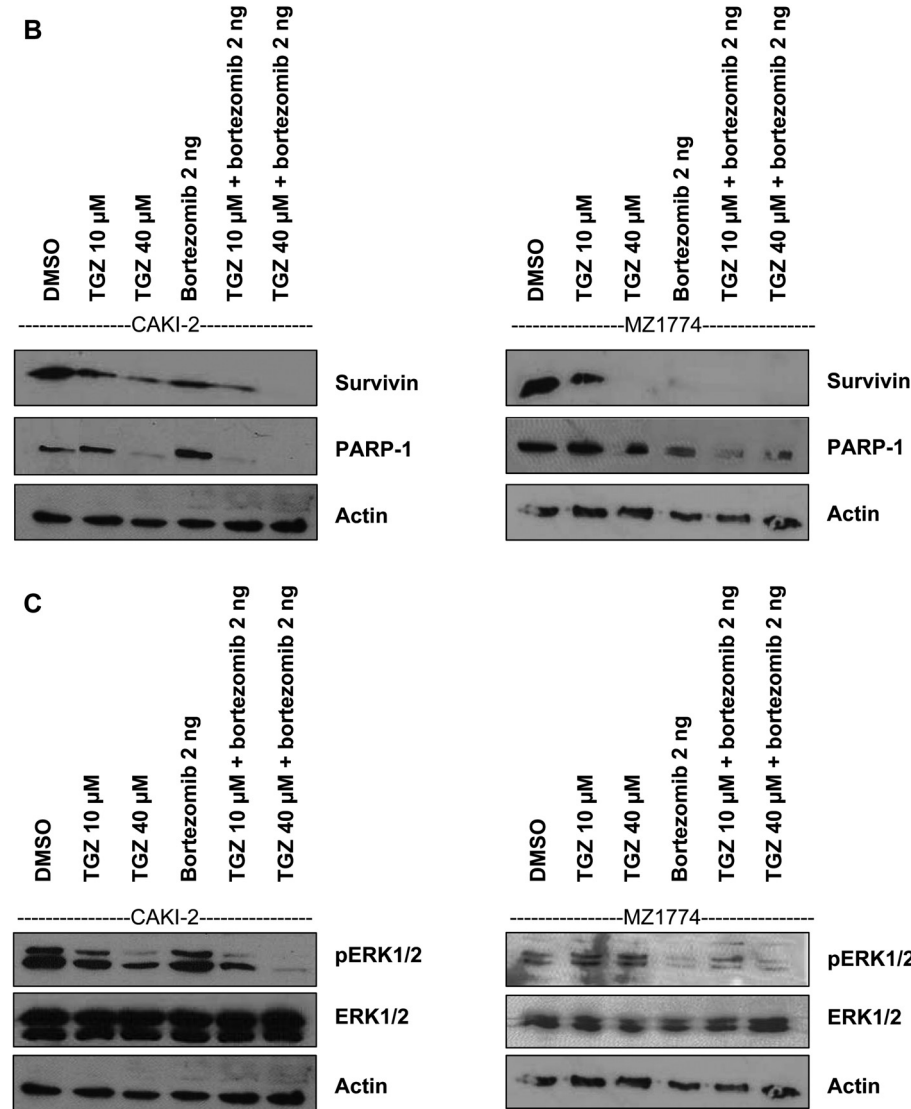 B
DMSO
TGZ 10 µM
TGZ 40 µM
Bortezomib 2 ng
TGZ 10 µM + bortezomib 2 ng
TGZ 40 µM + bortezomib 2 ng
DMSO
TGZ 10 µM
TGZ 40 µM
Bortezomib 2 ng
TGZ 10 µM + bortezomib 2 ng
TGZ 40 µM + bortezomib 2 ng
CAKI-2
MZ1774
Survivin
Survivin
PARP-1
PARP-1
Actin
Actin
C
DMSO
TGZ 10 µM
TGZ 40 µM
Bortezomib 2 ng
TGZ 10 µM + bortezomib 2 ng
TGZ 40 µM + bortezomib 2 ng
DMSO
TGZ 10 µM
TGZ 40 µM
Bortezomib 2 ng
TGZ 10 µM + bortezomib 2 ng
TGZ 40 µM + bortezomib 2 ng
CAKI-2
MZ1774
pERK1/2
pERK1/2
ERK1/2
ERK1/2
Actin
Actin